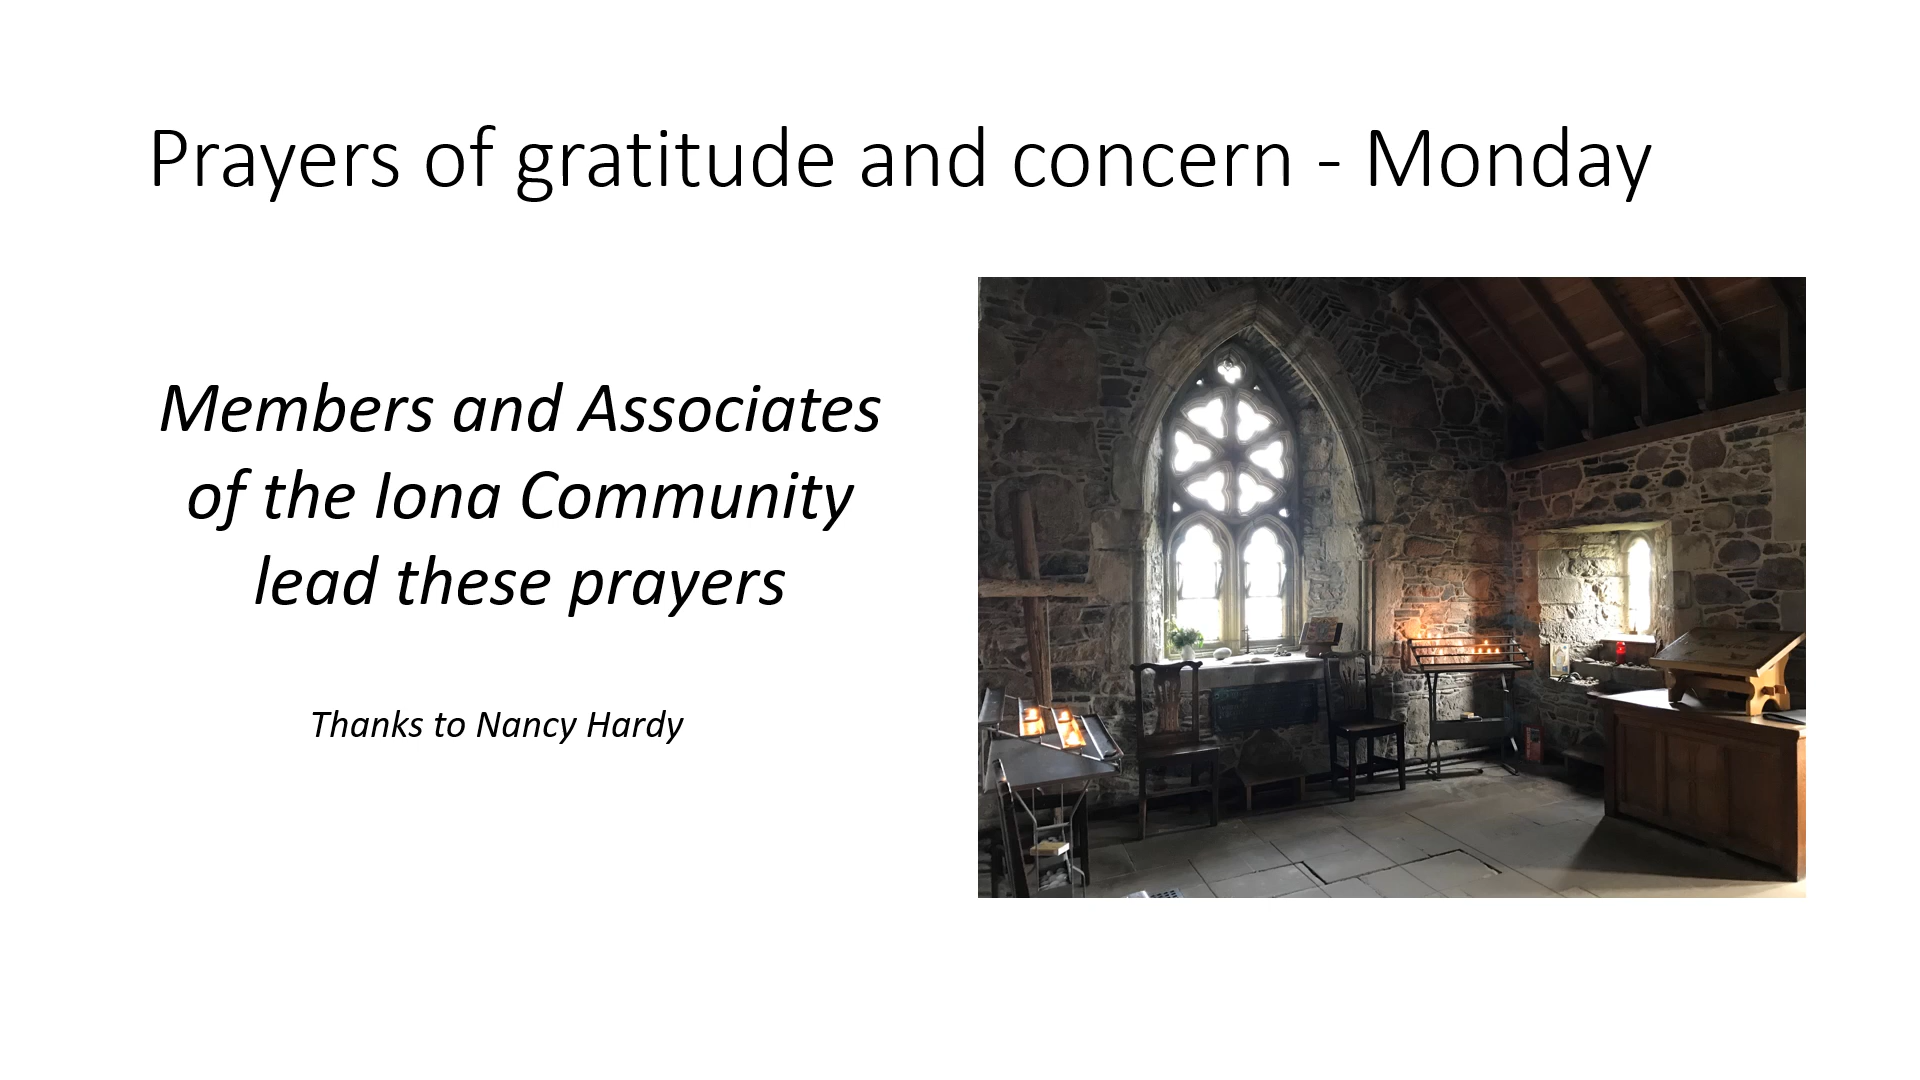 Prayers of gratitude and concern - Monday
Members and Associates
of the Iona Community
lead these prayers
Thanks to Nancy Hardy